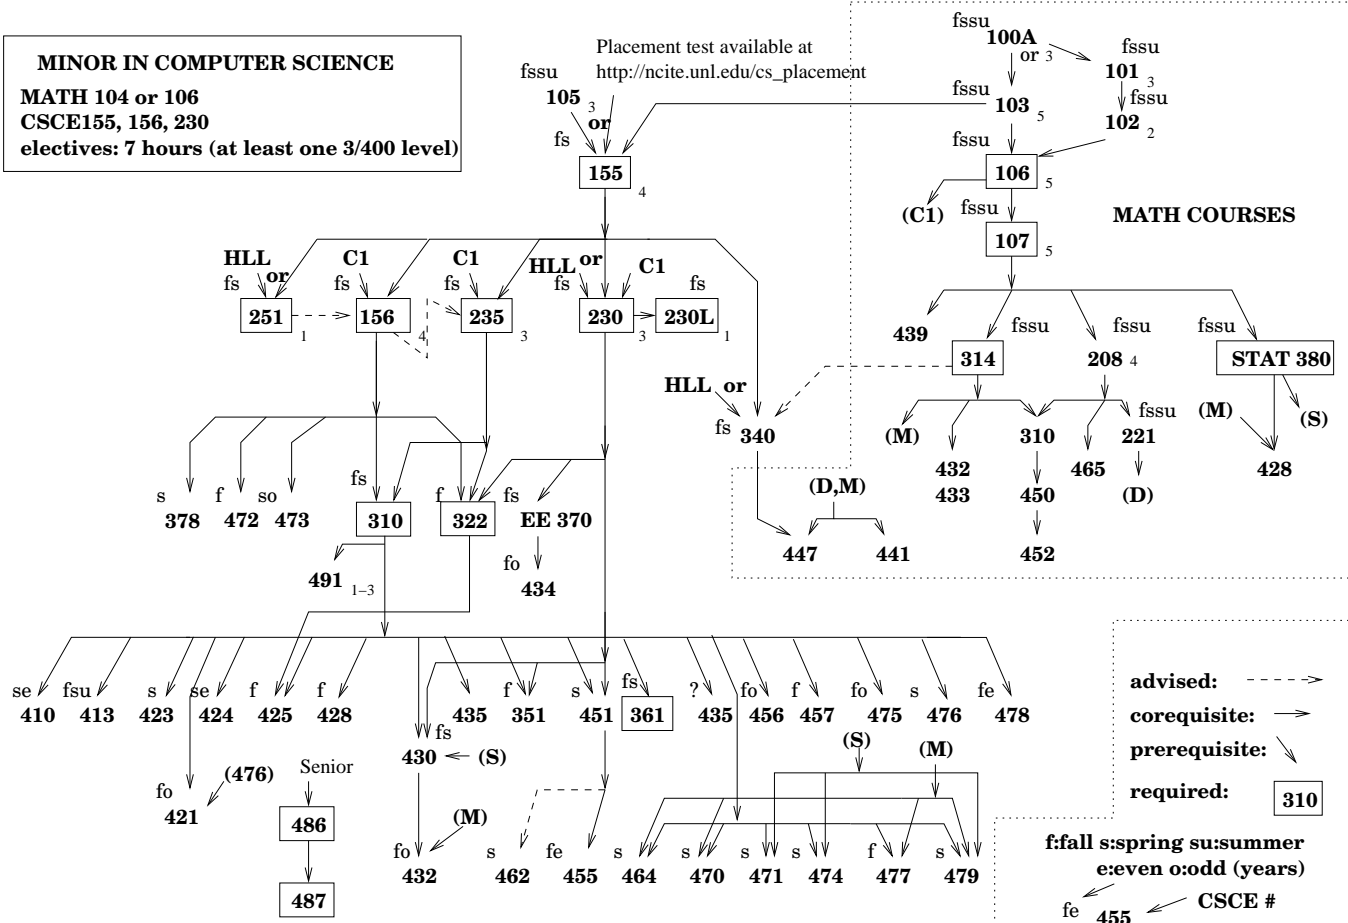 MINOR IN COMPUTER SCIENCE
MATH 104 or 106
CSCE155, 156, 230
electives: 7 hours (at least one 3/400 level)
Placement test available at
http://ncite.unl.edu/cs_placement
fssu
105 3
or
fs
155 4
fssu
100A
or 3
fssu
101 3
fssu
103 5
fssu
102 2
fssu
106 5
(C1)
fssu
107 5
MATH COURSES
HLL or
fs
251 1
C1
fs
156 4
C1
fs
235 3
HLL or
fs
C1
230 3
fs
230L 1
439
fssu
314
fssu
208 4
fssu
STAT 380
HLL or
fs
340
(M)
432
433
310
450
452
465
fssu
221
(D)
(M)
(S)
428
(D,M)
447
441
s
378
f
472
so
473
fs
310
f
322
fs
EE 370
491 1–3
fo
434
se
410
fsu
413
s
423
se
424
f
425
f
428
435
f
351
s
451
fs
361
?
435
fo
456
f
457
fo
475
s
476
fe
478
fs
430
(S)
(S)
(M)
fo
421
(476)
Senior
486
487
(M)
fo
432
s
462
fe
455
s
464
s
470
s
471
s
474
f
477
s
479
advised:
corequisite:
prerequisite:
required:
310
f:fall s:spring su:summer
e:even o:odd (years)
fe
455
CSCE #